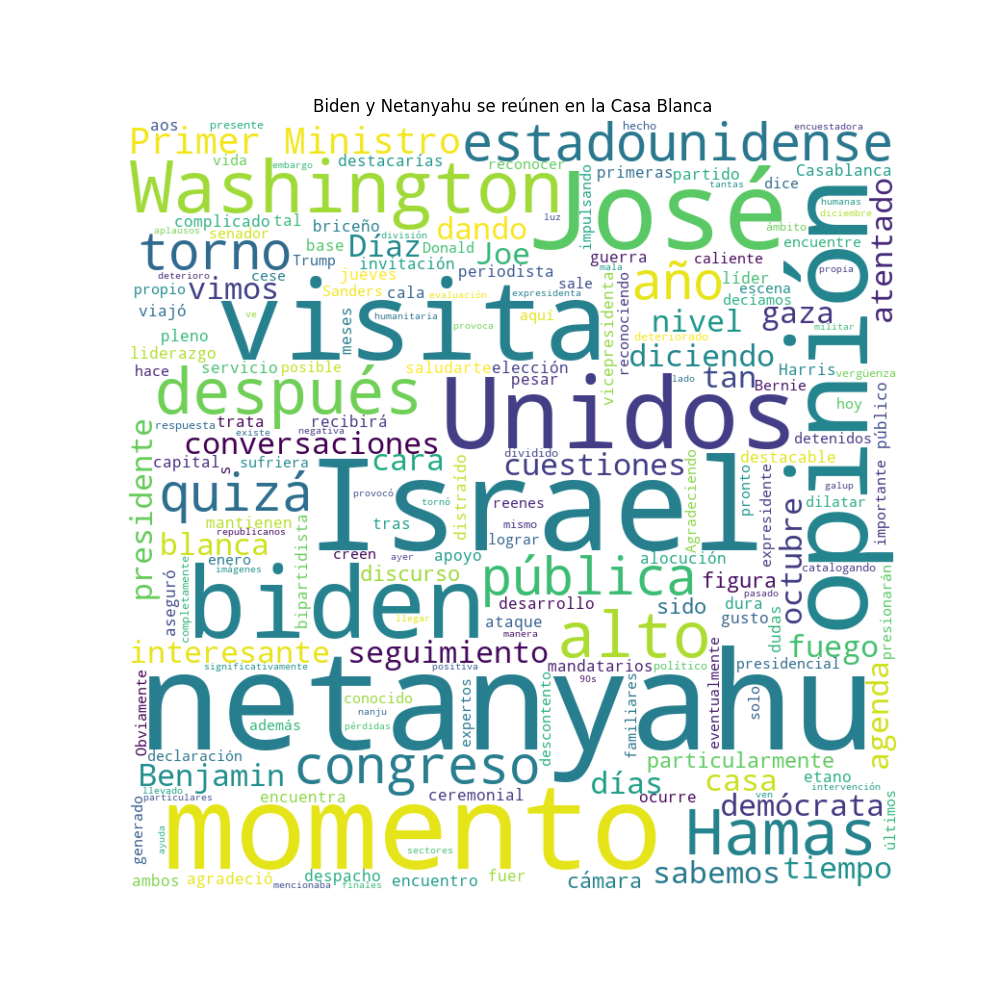 Biden y Netanyahu se reúnen en la Casa Blanca
aos
presente
hecho
encuestadora
Primer Ministro
estadounidense
vida
embargo
destacarías
reconocer
primeras
partido
tantas
dice
Casablanca
Washington
José
impulsando
opinión
atentado
humanas
diciembre
complicado
tal
briceño
luz
ámbito
aplausos
senador
división
dando
encuentre
torno
base
Díaz
Donald
Joe
Trump
invitación
guerra
caliente
propia
deterioro
cese
jueves
periodista
sale
mala
año
líder
escena
propio
vimos
Sanders
cala
evaluación
expresidenta
decíamos
viajó
visita
meses
humanitaria
provoca
aquí
vicepresidenta
reconociendo
nivel
gaza
militar
pleno
ve
deteriorado
liderazgo
diciendo
hace
servicio
posible
saludarte
elección
lado
tan
Harris
vergüenza
después
pesar
Bernie
Unidos
hoy
público
respuesta
trata
recibirá
existe
negativa
detenidos
presidente
conversaciones
dividido
capital
s
sufriera
cara
cuestiones
destacable
distraído
Israel
Agradeciendo
pronto
expresidente
importante
galup
quizá
provocó
tornó
reenes
dilatar
octubre
mantienen
tras
mismo
republicanos
lograr
blanca
bipartidista
creen
ayer
apoyo
alocución
catalogando
enero
imágenes
completamente
aseguró
discurso
pública
figura
pasado
biden
desarrollo
sido
dura
presionarán
llegar
ataque
alto
gusto
dudas
manera
fuego
interesante
seguimiento
significativamente
positiva
mandatarios
político
presidencial
agenda
Obviamente
netanyahu
90s
conocido
expertos
descontento
familiares
eventualmente
solo
nanju
además
pérdidas
declaración
particularmente
Benjamin
congreso
días
casa
etano
intervención
llevado
particulares
encuentra
ceremonial
ocurre
ven
demócrata
últimos
generado
momento
Hamas
ayuda
sectores
sabemos
tiempo
ambos
agradeció
despacho
encuentro
fuer
cámara
mencionaba
finales